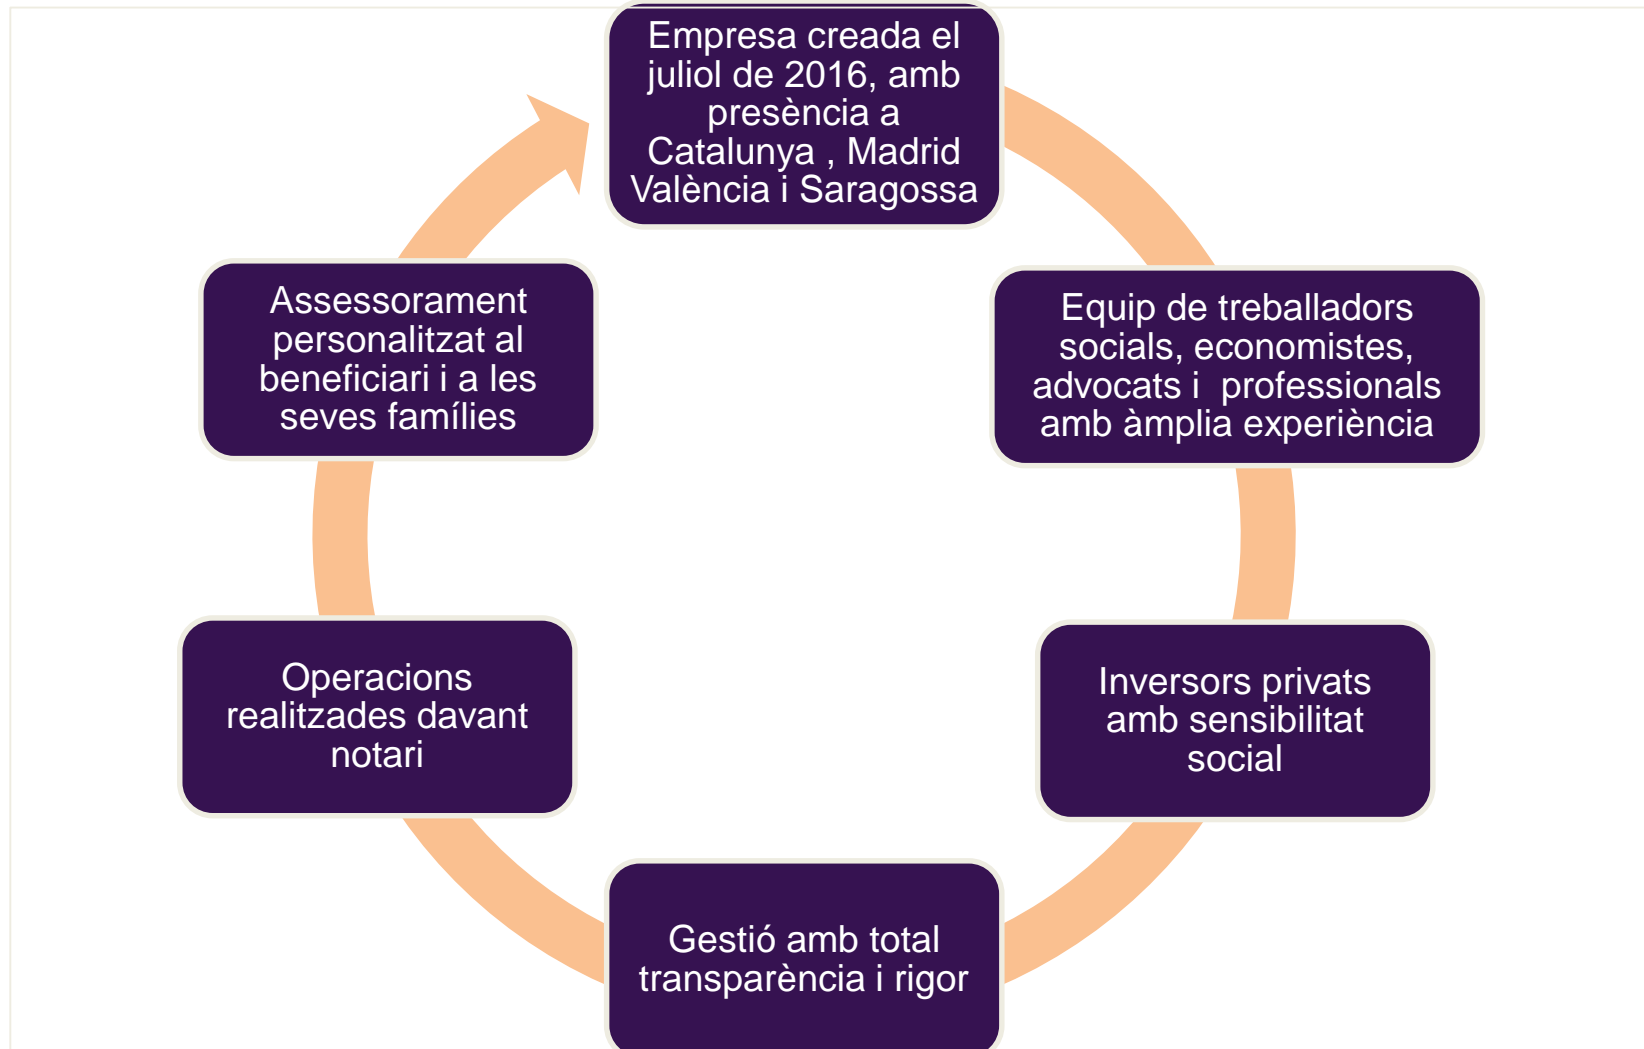 Empresa creada el
juliol de 2016, amb
presència a
Catalunya , Madrid
València i Saragossa
Equip de treballadors
socials, economistes,
advocats i  professionals
amb àmplia experiència
Inversors privats
amb sensibilitat
social
Gestió amb total
transparència i rigor
Operacions
realitzades davant
notari
Assessorament
personalitzat al
beneficiari i a les
seves famílies